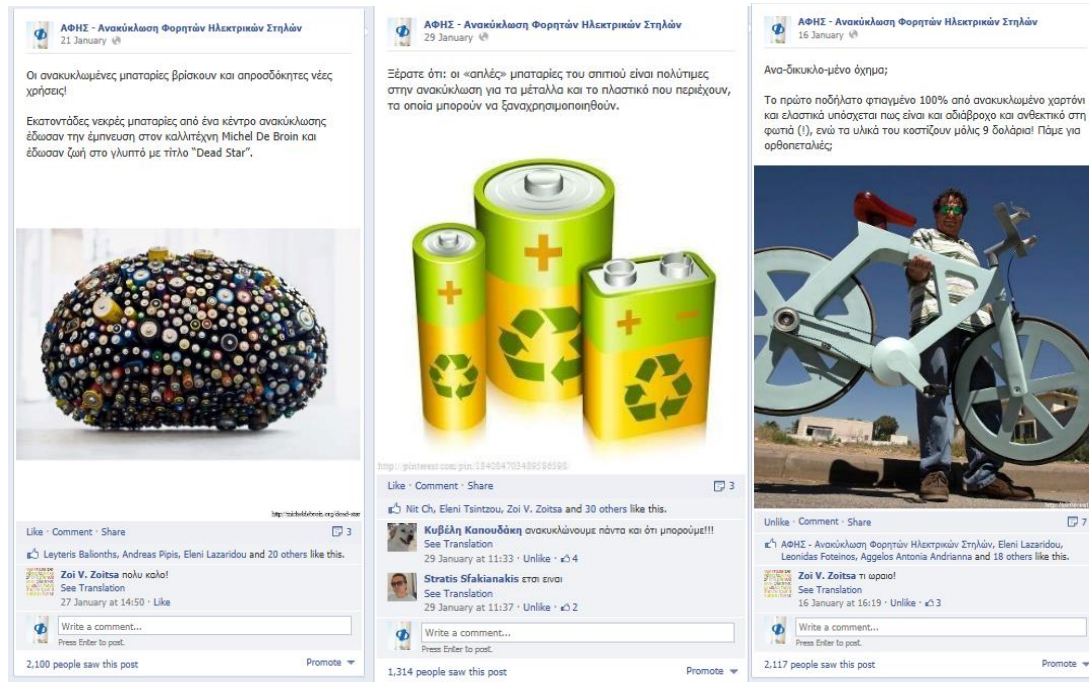 ΑΦΗΣ - Ανακύκλωση Φορητών Ηλεκτρικών Στηλών
21 January
Οι ανακυκλωμένες μπαταρίες βρίσκουν και απροσδόκητες νέες
χρήσεις!
Εκατοντάδες νεκρές μπαταρίες από ένα κέντρο ανακύκλωσης
έδωσαν την έμπνευση στον καλλιτέχνη Michel De Broin και
έδωσαν ζωή στο γλυπτό με τίτλο "Dead Star".
Like · Comment · Share 3
Leyteris Balionths, Andreas Pipis, Eleni Lazaridou and 20 others like this.
Zoi V. Zoitsa πολυ καλο!
See Translation
27 January at 14:50 · Like
Write a comment...
Press Enter to post.
2,100 people saw this post Promote
ΑΦΗΣ - Ανακύκλωση Φορητών Ηλεκτρικών Στηλών
29 January
Ξέρατε ότι: οι «απλές» μπαταρίες του σπιτιού είναι πολύτιμες
στην ανακύκλωση για τα μέταλλα και το πλαστικό που περιέχουν,
τα οποία μπορούν να ξαναχρησιμοποιηθούν.
Like · Comment · Share 3
Nit Ch, Eleni Tsintzou, Zoi V. Zoitsa and 30 others like this.
Κυβέλη Καπουδάκη ανακυκλώνουμε πάντα και ότι μπορούμε!!!
See Translation
29 January at 11:33 · Unlike · 4
Stratis Sfakianakis ετσι ειναι
See Translation
29 January at 11:37 · Unlike · 2
Write a comment...
Press Enter to post.
1,314 people saw this post Promote
ΑΦΗΣ - Ανακύκλωση Φορητών Ηλεκτρικών Στηλών
16 January
Ανα-δικυκλο-μένο όχημα;
Το πρώτο ποδήλατο φτιαγμένο 100% από ανακυκλωμένο χαρτόνι
και ελαστικά υπόσχεται πως είναι και αδιάβροχο και ανθεκτικό στη
φωτιά (!), ενώ τα υλικά του κοστίζουν μόλις 9 δολάρια! Πάμε για
ορθοπεταλιές;
Unlike · Comment · Share 7
ΑΦΗΣ - Ανακύκλωση Φορητών Ηλεκτρικών Στηλών, Eleni Lazaridou,
Leonidas Foteinos, Aggelos Antonia Andrianna and 18 others like this.
Zoi V. Zoitsa τι ωραιο!
See Translation
16 January at 16:19 · Unlike · 3
Write a comment...
Press Enter to post.
2,117 people saw this post Promote